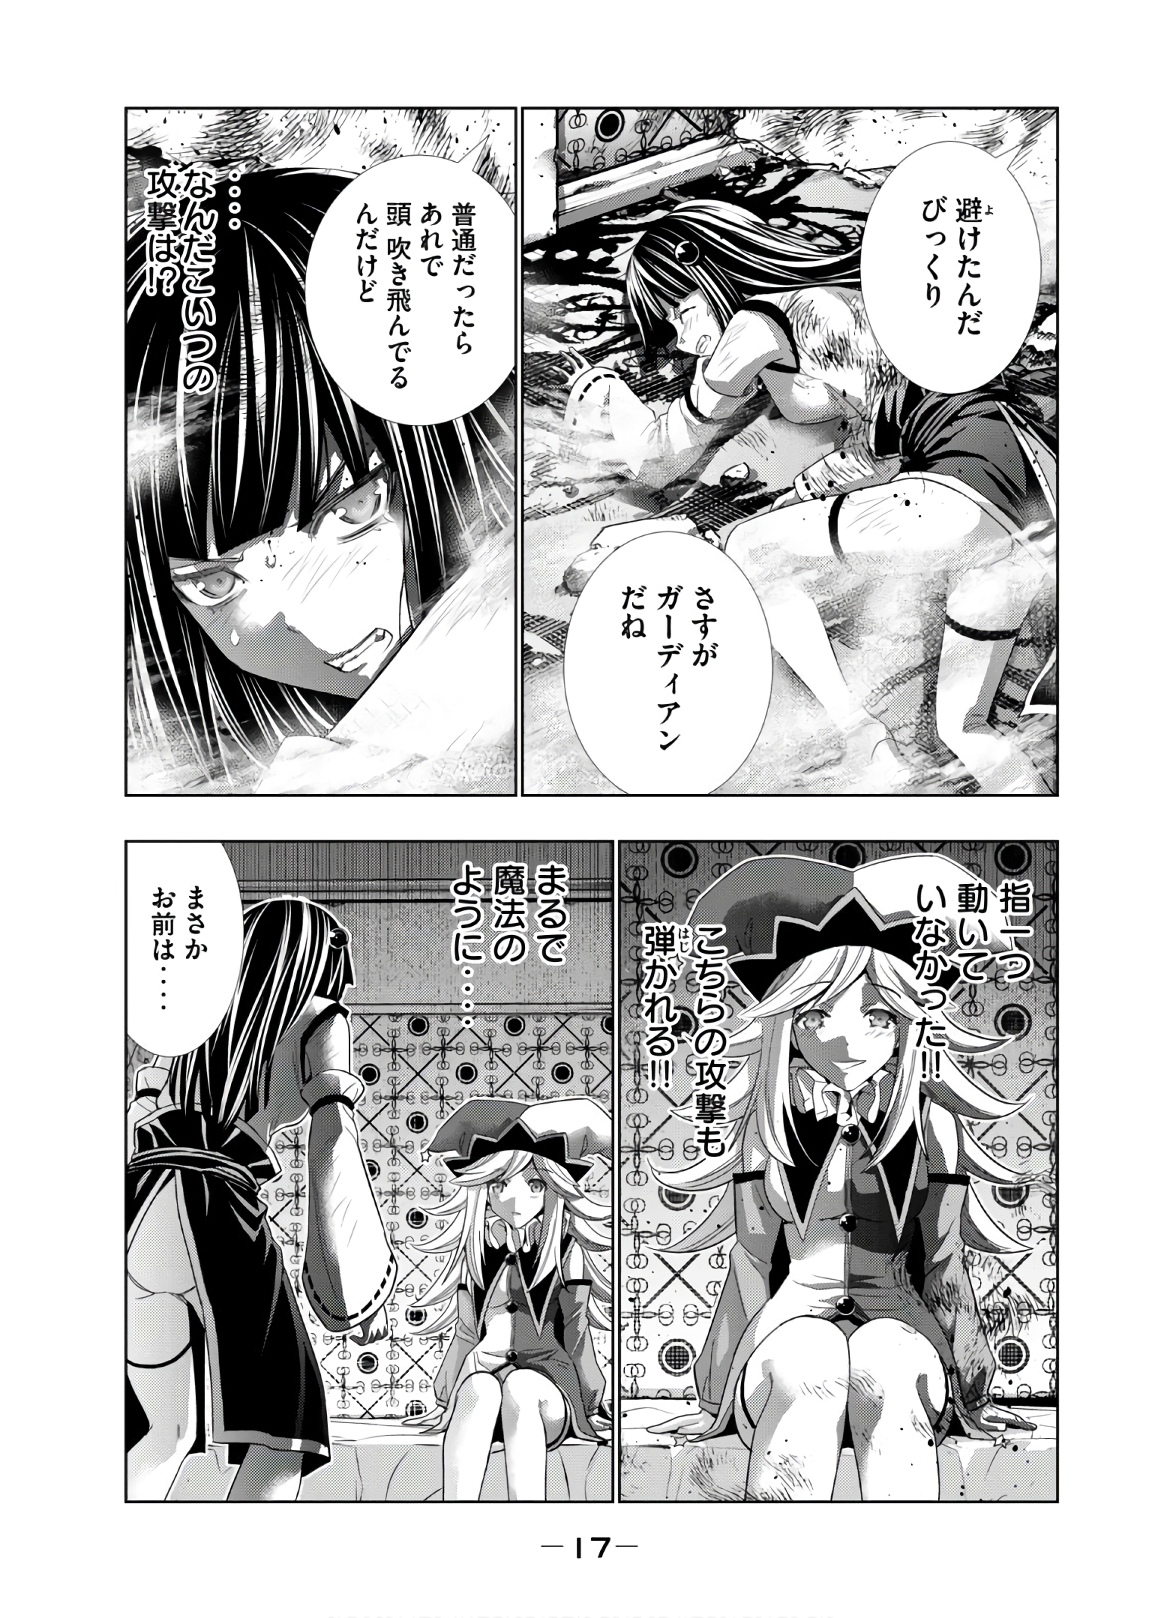 避けたんだ
びっくり
よ
さすが
ガーディアン
だね
普通だったら
あれで
頭 吹き飛んでる
んだけど
‥‥
なんだこいつの
攻撃は!?
指一つ
動いて
いなかった!!
こちらの攻撃も
弾かれる!!
はじ
まるで
魔法の
ように‥‥
まさか
お前は‥‥
—17—